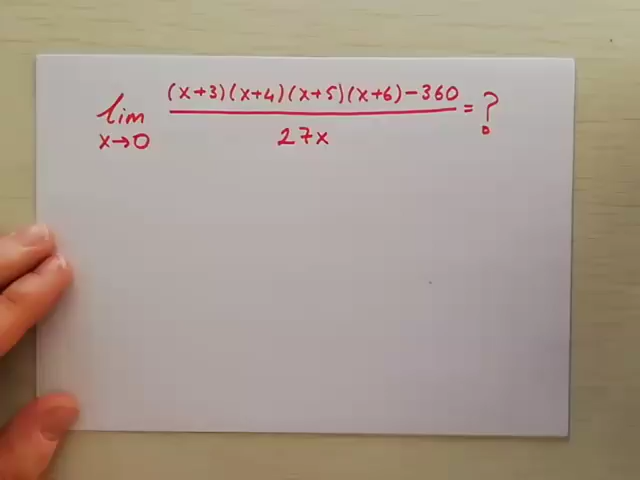 lim x→0 (x+3)(x+4)(x+5)(x+6)-360 / 27x = ?